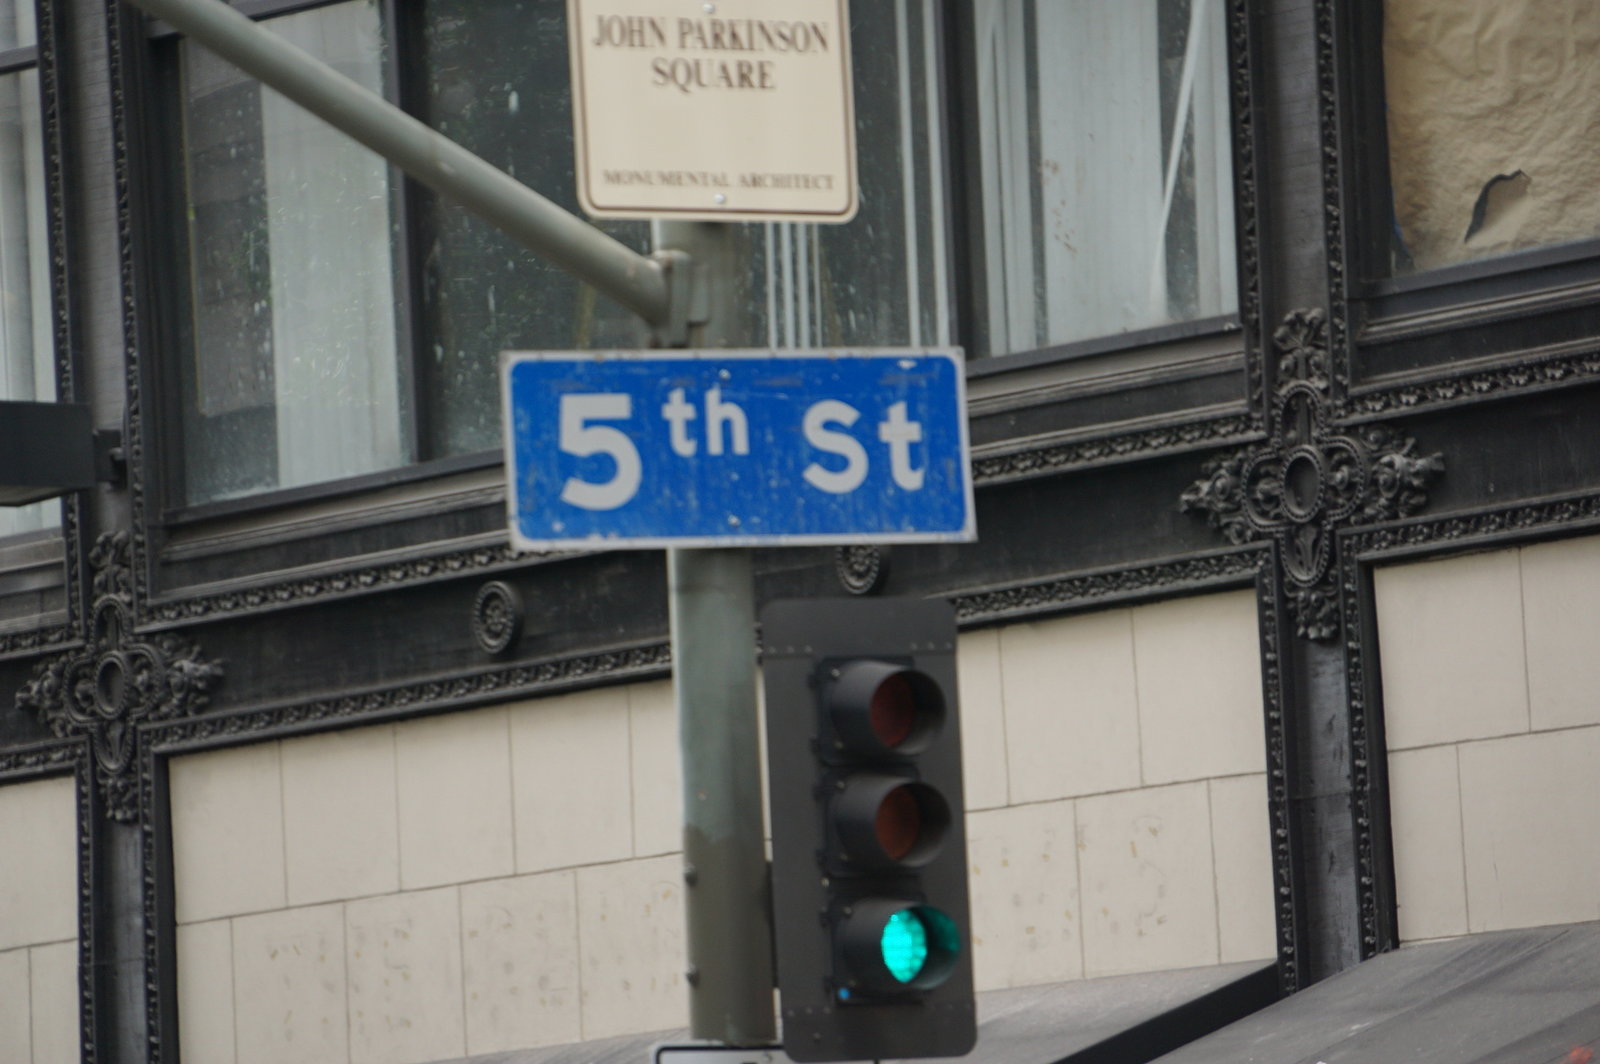 JOHN PARKINSON
SQUARE
MONUMENTAL ARCHITECT
5th St